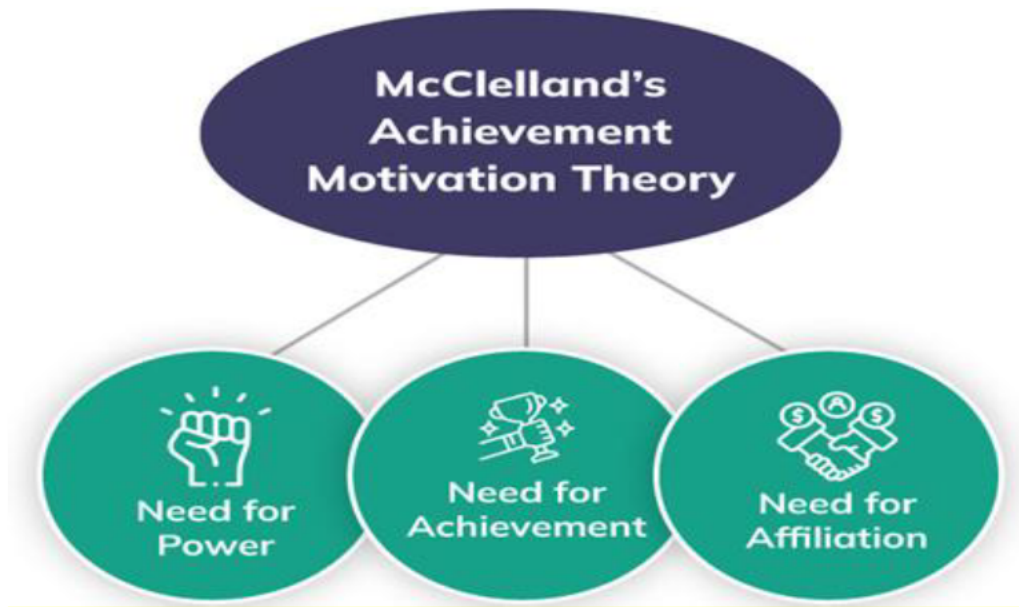 McClelland's
Achievement
Motivation Theory
Need for
Power
Need for
Achievement
$ A $
Need for
Affiliation